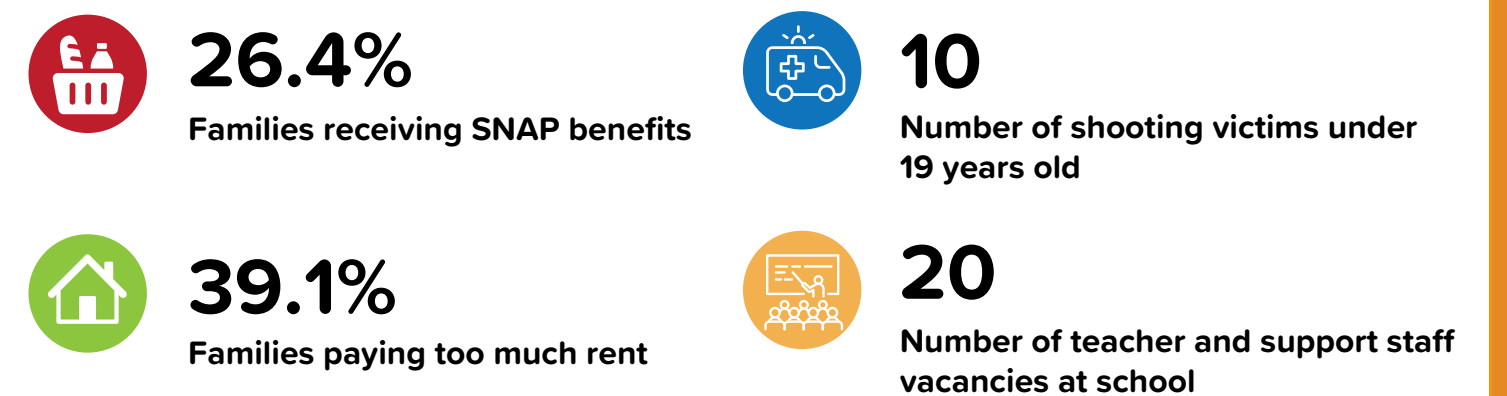 26.4%
Families receiving SNAP benefits
10
Number of shooting victims under
19 years old
39.1%
Families paying too much rent
20
Number of teacher and support staff
vacancies at school